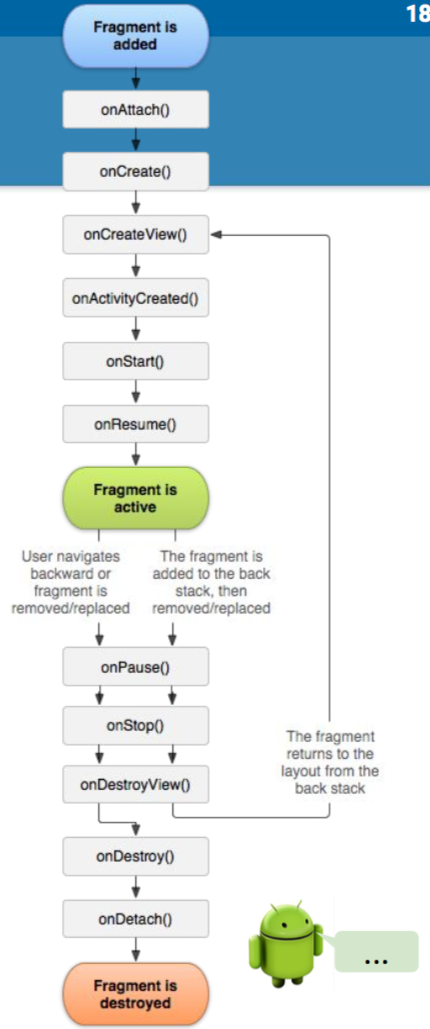 18
Fragment is
added
onAttach()
onCreate()
onCreateView()
onActivityCreated()
onStart()
onResume()
Fragment is
active
User navigates
backward or
fragment is
removed/replaced
The fragment is
added to the back
stack, then
removed/replaced
onPause()
onStop()
onDestroyView()
The fragment
returns to the
layout from the
back stack
onDestroy()
onDetach()
Fragment is
destroyed
...